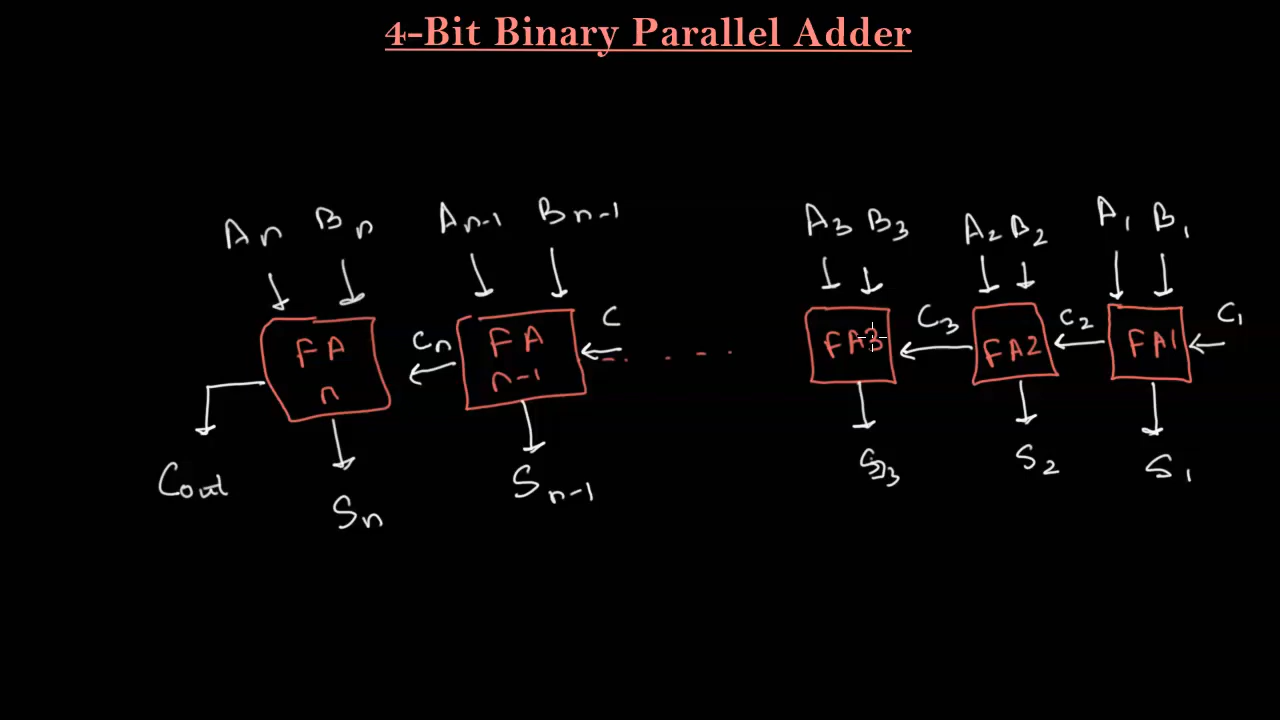 4-Bit Binary Parallel Adder
An Bn An-1 Bn-1 A3 B3 A2 B2 A1 B1
FA n Cn FA n-1 C FA3 C3 FA2 C2 FA1 C1
Cout Sn Sn-1 S3 S2 S1